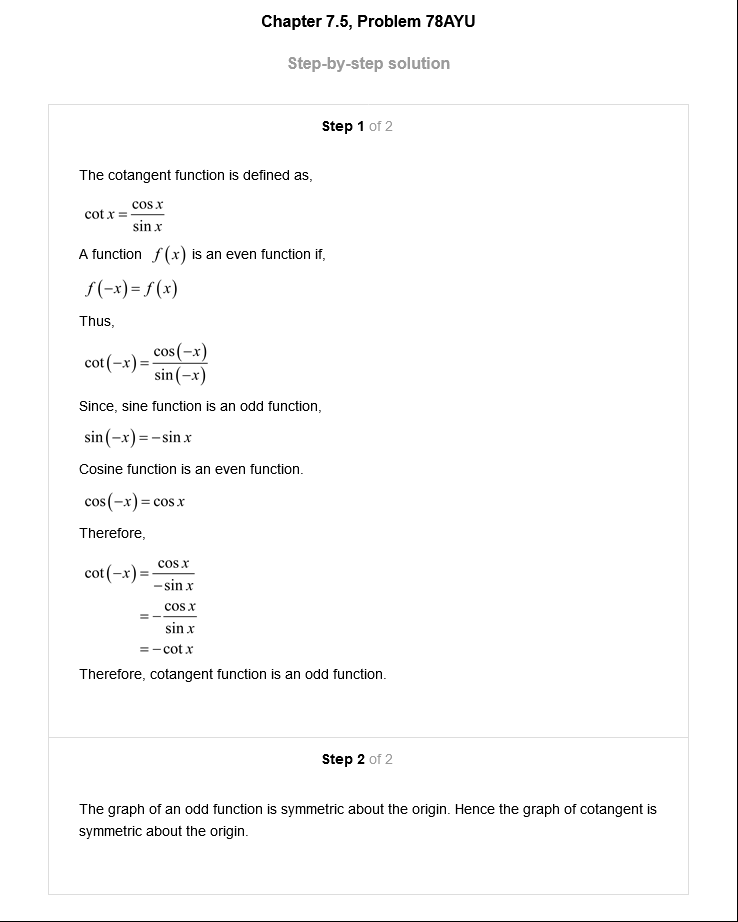 Chapter 7.5, Problem 78AYU
Step-by-step solution
Step 1 of 2
The cotangent function is defined as,
cot x = cos x / sin x
A function f(x) is an even function if,
f(−x) = f(x)
Thus,
cot(−x) = cos(−x) / sin(−x)
Since, sine function is an odd function,
sin(−x) = −sin x
Cosine function is an even function.
cos(−x) = cos x
Therefore,
cot(−x) = cos x / −sin x
= − cos x / sin x
= −cot x
Therefore, cotangent function is an odd function.
Step 2 of 2
The graph of an odd function is symmetric about the origin. Hence the graph of cotangent is
symmetric about the origin.